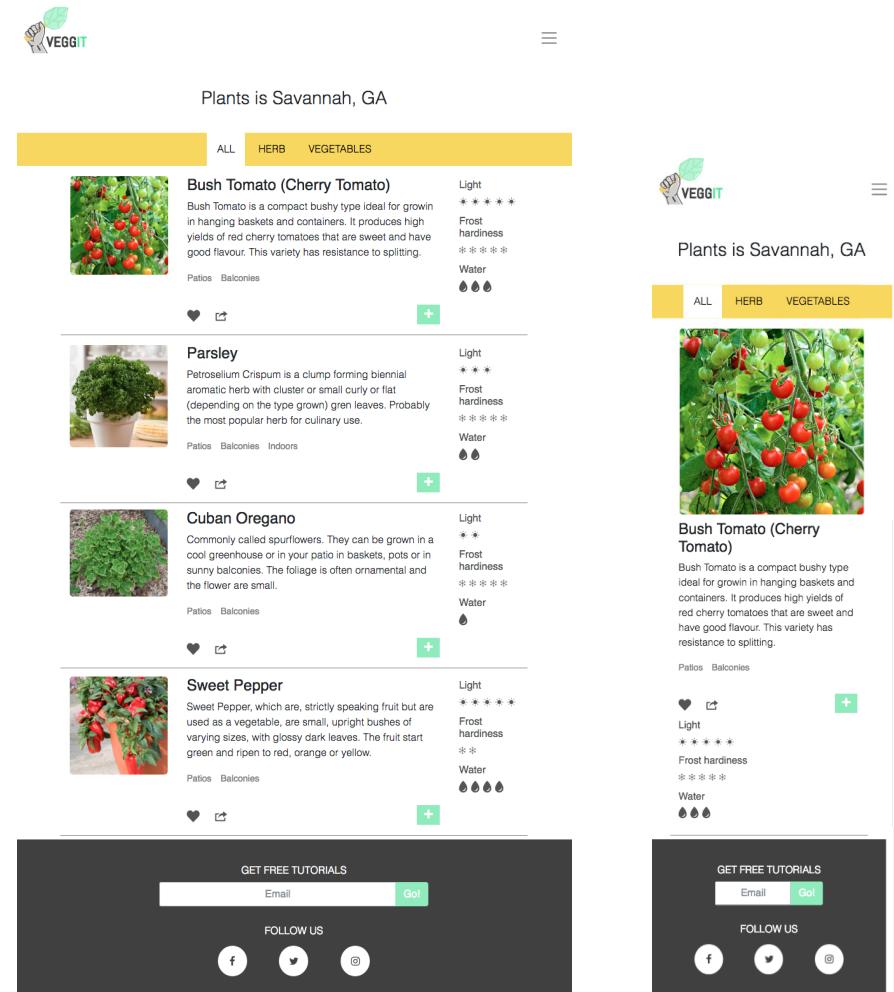 VEGGIT
Plants is Savannah, GA
ALL HERB VEGETABLES
Bush Tomato (Cherry Tomato)
Bush Tomato is a compact bushy type ideal for growin
in hanging baskets and containers. It produces high
yields of red cherry tomatoes that are sweet and have
good flavour. This variety has resistance to splitting.
Patios Balconies
Light
Frost
hardiness
Water
+
Parsley
Petroselium Crispum is a clump forming biennial
aromatic herb with cluster or small curly or flat
(depending on the type grown) gren leaves. Probably
the most popular herb for culinary use.
Patios Balconies Indoors
Light
Frost
hardiness
Water
+
Cuban Oregano
Commonly called spurflowers. They can be grown in a
cool greenhouse or in your patio in baskets, pots or in
sunny balconies. The foliage is often ornamental and
the flower are small.
Patios Balconies
Light
Frost
hardiness
Water
+
Sweet Pepper
Sweet Pepper, which are, strictly speaking fruit but are
used as a vegetable, are small, upright bushes of
varying sizes, with glossy dark leaves. The fruit start
green and ripen to red, orange or yellow.
Patios Balconies
Light
Frost
hardiness
Water
+
GET FREE TUTORIALS
Email Go!
FOLLOW US
VEGGIT
Plants is Savannah, GA
ALL HERB VEGETABLES
Bush Tomato (Cherry
Tomato)
Bush Tomato is a compact bushy type
ideal for growin in hanging baskets and
containers. It produces high yields of
red cherry tomatoes that are sweet and
have good flavour. This variety has
resistance to splitting.
Patios Balconies
+
Light
Frost hardiness
Water
GET FREE TUTORIALS
Email Go!
FOLLOW US